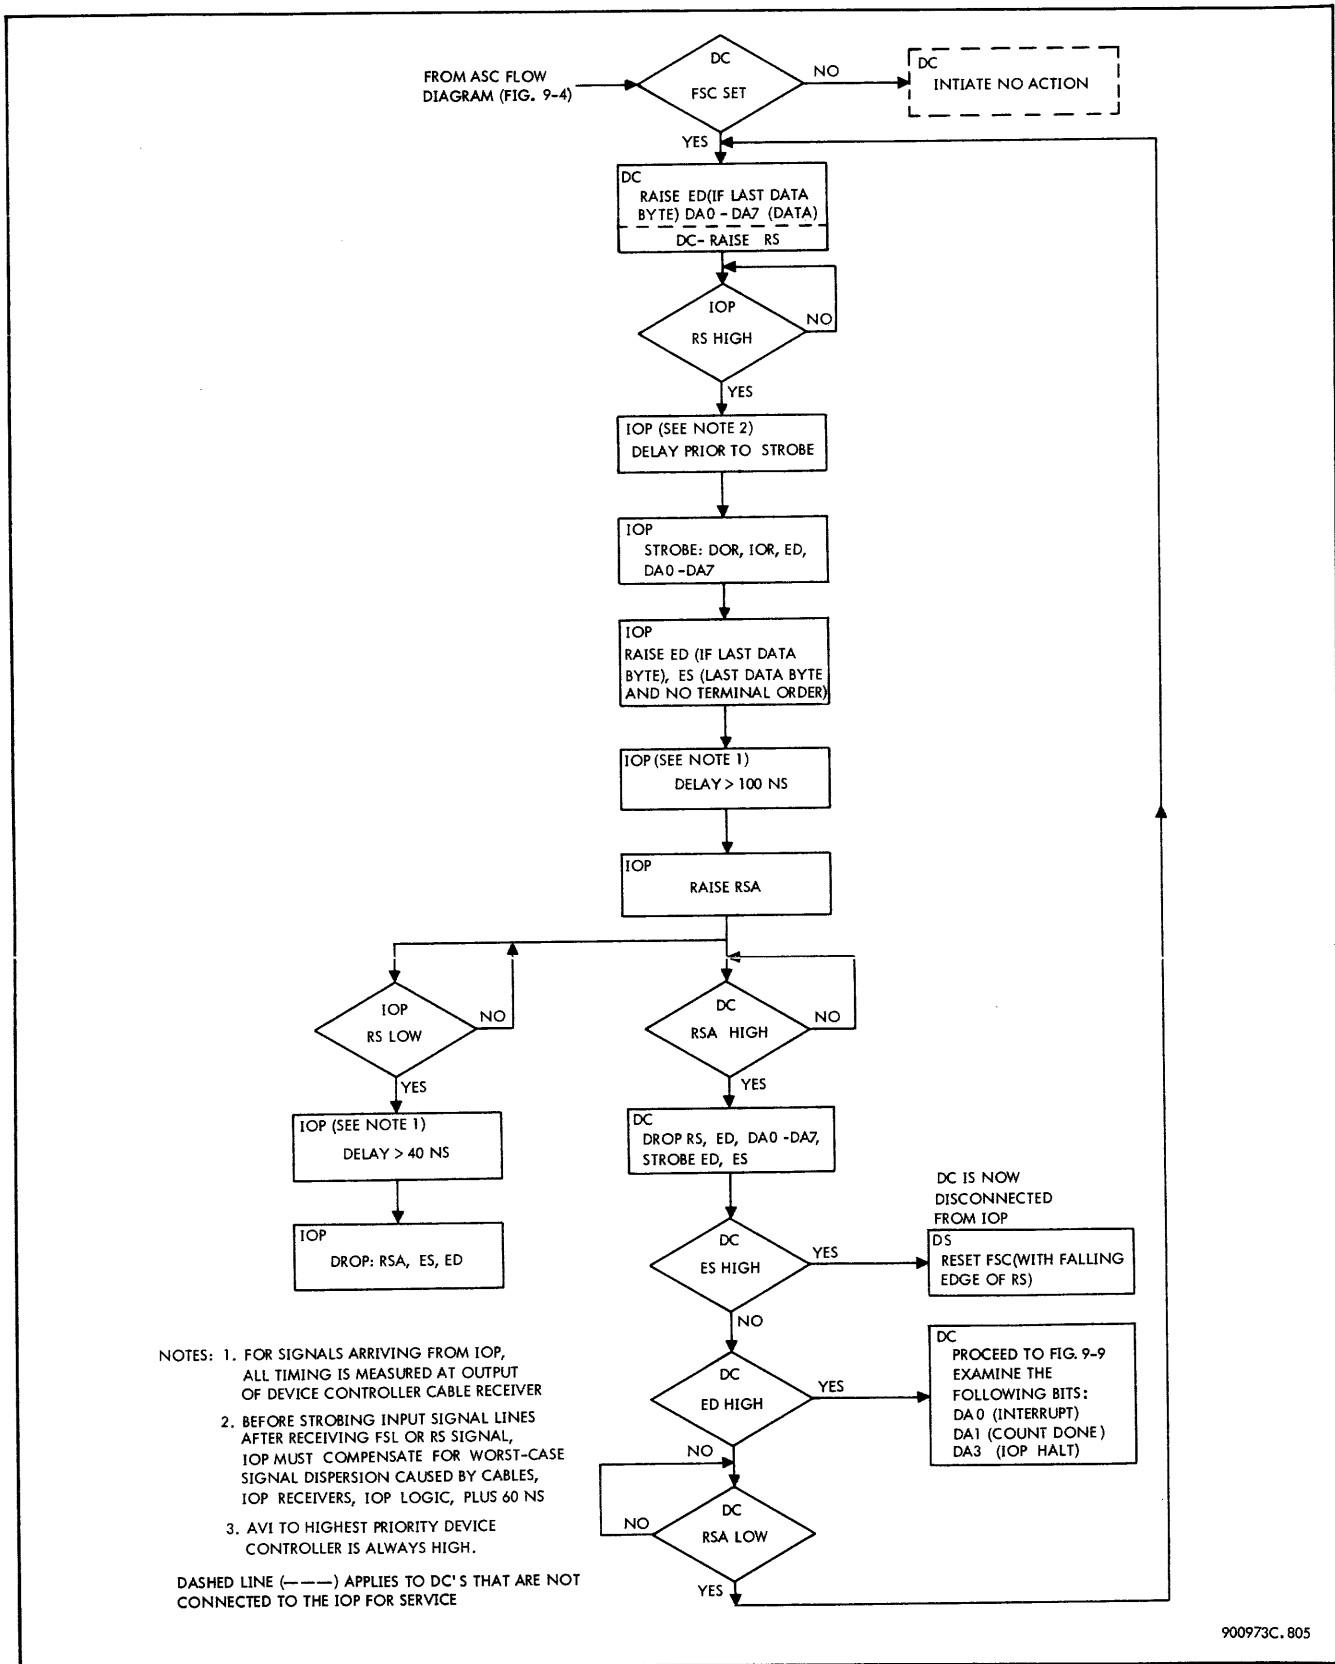 FROM ASC FLOW
DIAGRAM (FIG. 9-4)
DC
FSC SET
NO
DC
INTIATE NO ACTION
YES
DC
RAISE ED(IF LAST DATA
BYTE) DA0 - DA7 (DATA)
DC- RAISE RS
IOP
RS HIGH
NO
YES
IOP (SEE NOTE 2)
DELAY PRIOR TO STROBE
IOP
STROBE: DOR, IOR, ED,
DA0 -DA7
IOP
RAISE ED (IF LAST DATA
BYTE), ES (LAST DATA BYTE
AND NO TERMINAL ORDER)
IOP (SEE NOTE 1)
DELAY > 100 NS
IOP
RAISE RSA
IOP
RS LOW
NO
YES
IOP (SEE NOTE 1)
DELAY > 40 NS
IOP
DROP: RSA, ES, ED
DC
RSA HIGH
NO
YES
DC
DROP RS, ED, DA0 -DA7,
STROBE ED, ES
DC
ES HIGH
YES
DC IS NOW
DISCONNECTED
FROM IOP
DS
RESET FSC(WITH FALLING
EDGE OF RS)
NO
DC
ED HIGH
YES
DC
PROCEED TO FIG. 9-9
EXAMINE THE
FOLLOWING BITS:
DA0 (INTERRUPT)
DA1 (COUNT DONE)
DA3 (IOP HALT)
NO
DC
RSA LOW
NO
YES
NOTES: 1. FOR SIGNALS ARRIVING FROM IOP,
ALL TIMING IS MEASURED AT OUTPUT
OF DEVICE CONTROLLER CABLE RECEIVER
2. BEFORE STROBING INPUT SIGNAL LINES
AFTER RECEIVING FSL OR RS SIGNAL,
IOP MUST COMPENSATE FOR WORST-CASE
SIGNAL DISPERSION CAUSED BY CABLES,
IOP RECEIVERS, IOP LOGIC, PLUS 60 NS
3. AVI TO HIGHEST PRIORITY DEVICE
CONTROLLER IS ALWAYS HIGH.
DASHED LINE (———) APPLIES TO DC'S THAT ARE NOT
CONNECTED TO THE IOP FOR SERVICE
900973C. 805